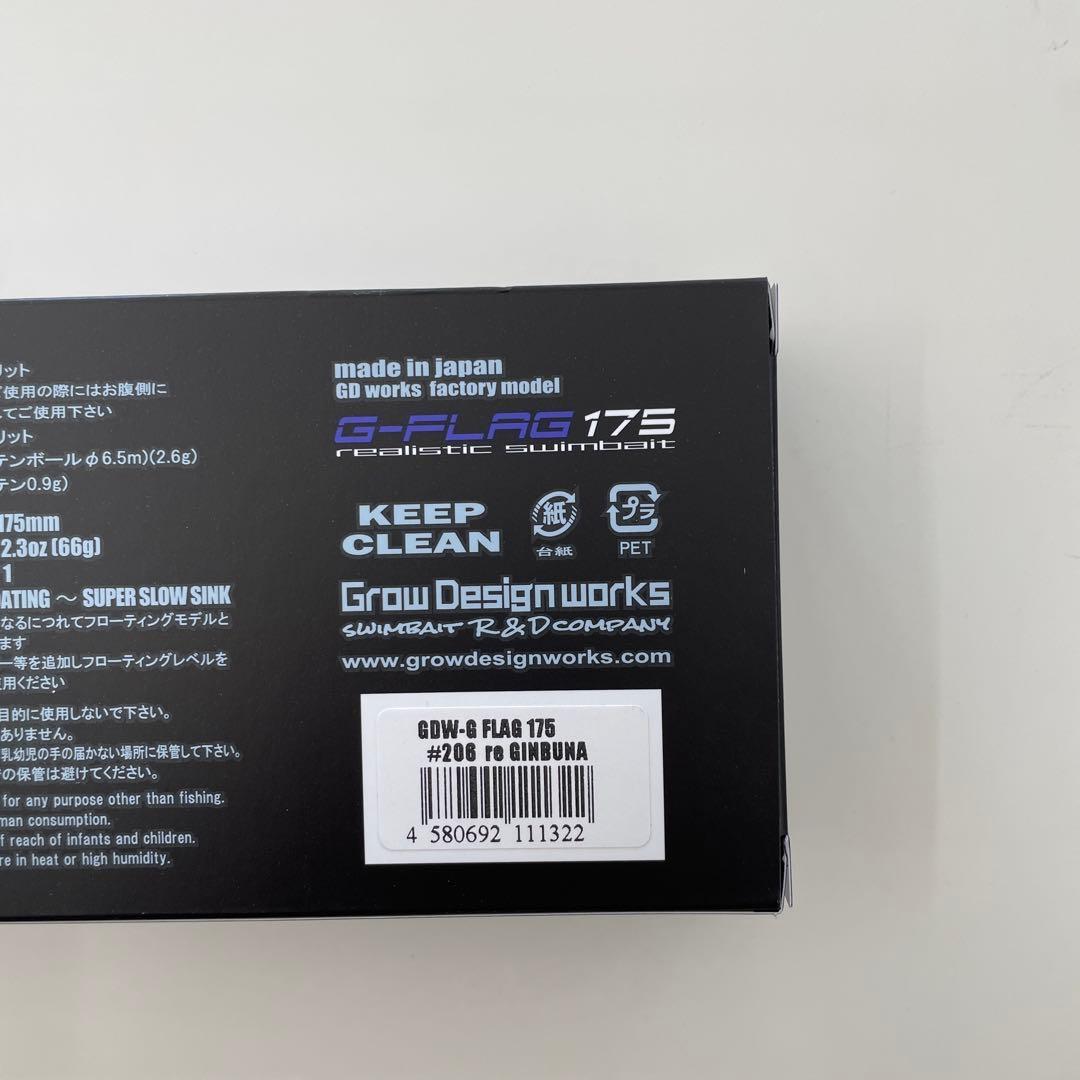 リット
ご使用の際にはお腹側に
してご使用下さい
リット
テンボールφ6.5m)(2.6g)
テン0.9g)
175mm
2.3oz (66g)
1
OATING ～ SUPER SLOW SINK
なるにつれてフローティングモデルと
ます
ー等を追加しフローティングレベルを
使用ください
目的に使用しないで下さい。
ありません。
乳幼児の手の届かない場所に保管して下さい。
の保管は避けてください。
for any purpose other than fishing.
man consumption.
f reach of infants and children.
re in heat or high humidity.
made in japan
GD works factory model
G-FLAG 175
realistic swimbait
KEEP
CLEAN
紙
台紙
プラ
PET
Grow Design works
SWIMBAIT R&D COMPANY
www.growdesignworks.com
GDW-G FLAG 175
#206 re GINBUNA
4 580692 111322